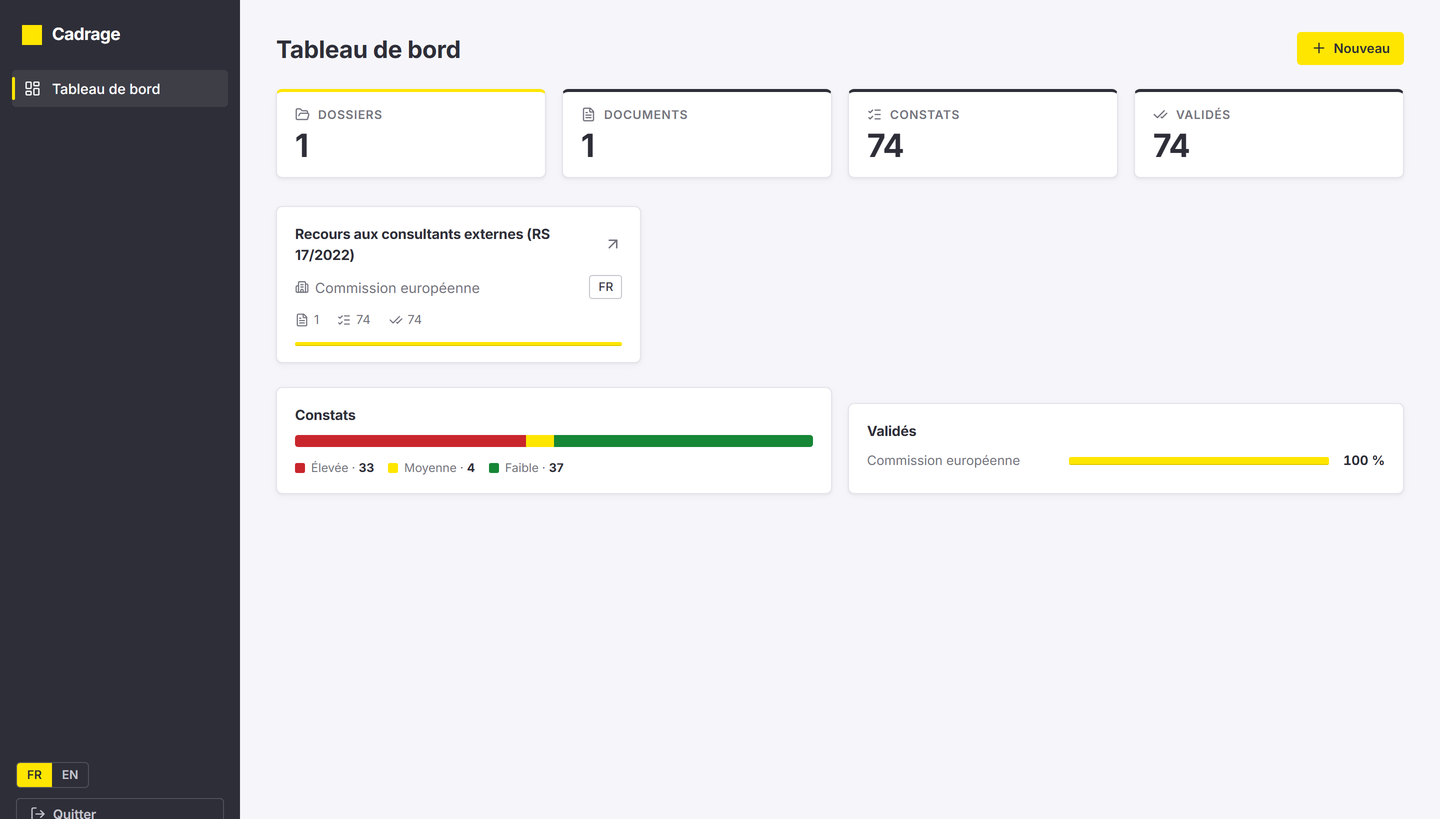 Cadrage
Tableau de bord
FR EN
Quitter
Tableau de bord
+ Nouveau
DOSSIERS
1
DOCUMENTS
1
CONSTATS
74
VALIDÉS
74
Recours aux consultants externes (RS
17/2022)
Commission européenne
FR
1 74 74
Constats
Élevée · 33 Moyenne · 4 Faible · 37
Validés
Commission européenne 100 %